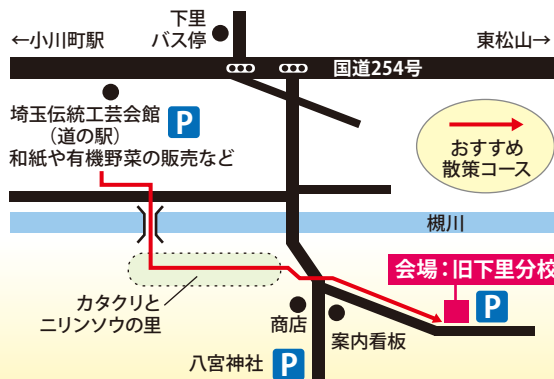 下里
バス停
←小川町駅
東松山→
国道254号
埼玉伝統工芸会館
（道の駅）
和紙や有機野菜の販売など
P
おすすめ
散策コース
槻川
会場：旧下里分校
P
カタクリと
ニリンソウの里
商店
案内看板
八宮神社
P